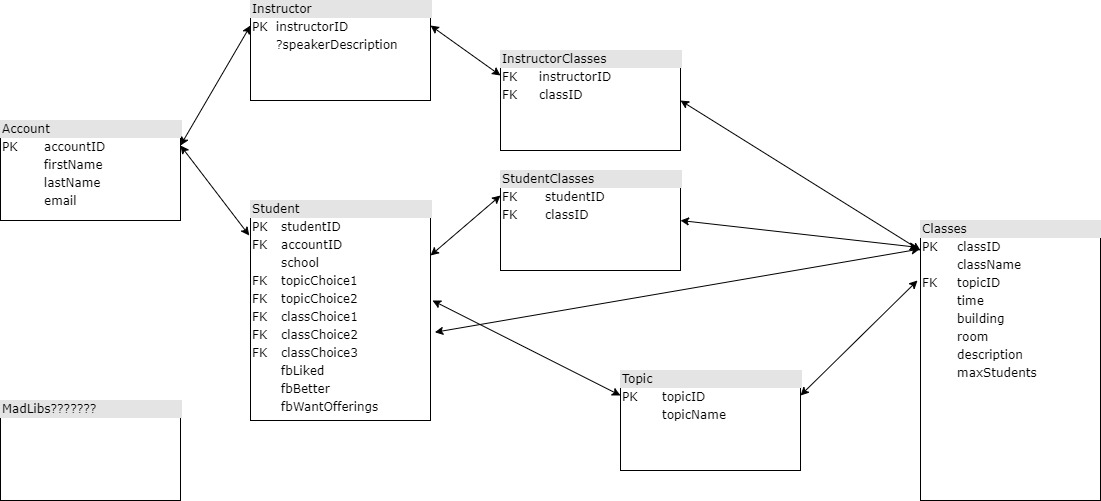 Instructor
PK instructorID
?speakerDescription
InstructorClasses
FK instructorID
FK classID
Account
PK accountID
firstName
lastName
email
StudentClasses
FK studentID
FK classID
Student
PK studentID
FK accountID
school
FK topicChoice1
FK topicChoice2
FK classChoice1
FK classChoice2
FK classChoice3
fbLiked
fbBetter
fbWantOfferings
Classes
PK classID
className
FK topicID
time
building
room
description
maxStudents
Topic
PK topicID
topicName
MadLibs???????